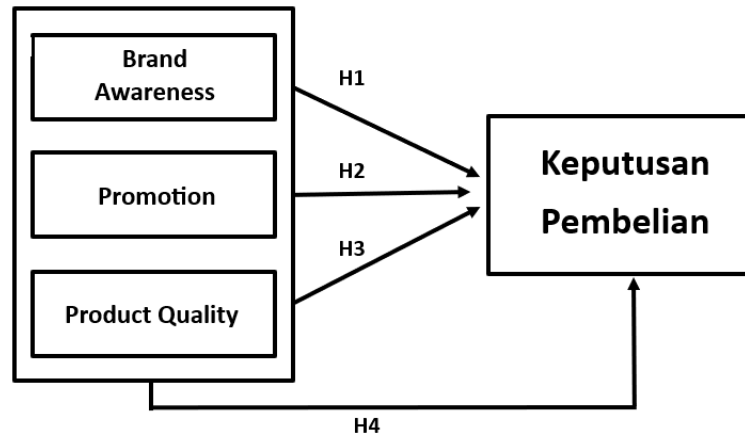 Brand
Awareness
H1
Promotion
H2
Keputusan
Pembelian
H3
Product Quality
H4